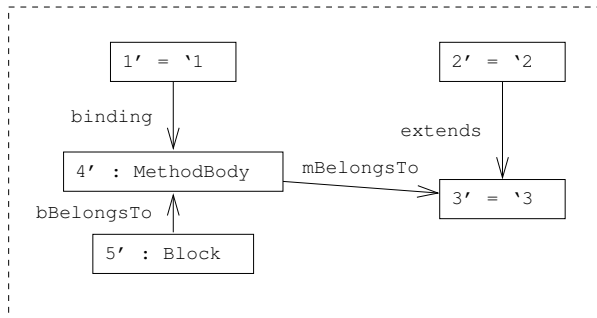 1′ = ‘1
2′ = ‘2
binding
extends
4′ : MethodBody
mBelongsTo
3′ = ‘3
bBelongsTo
5′ : Block